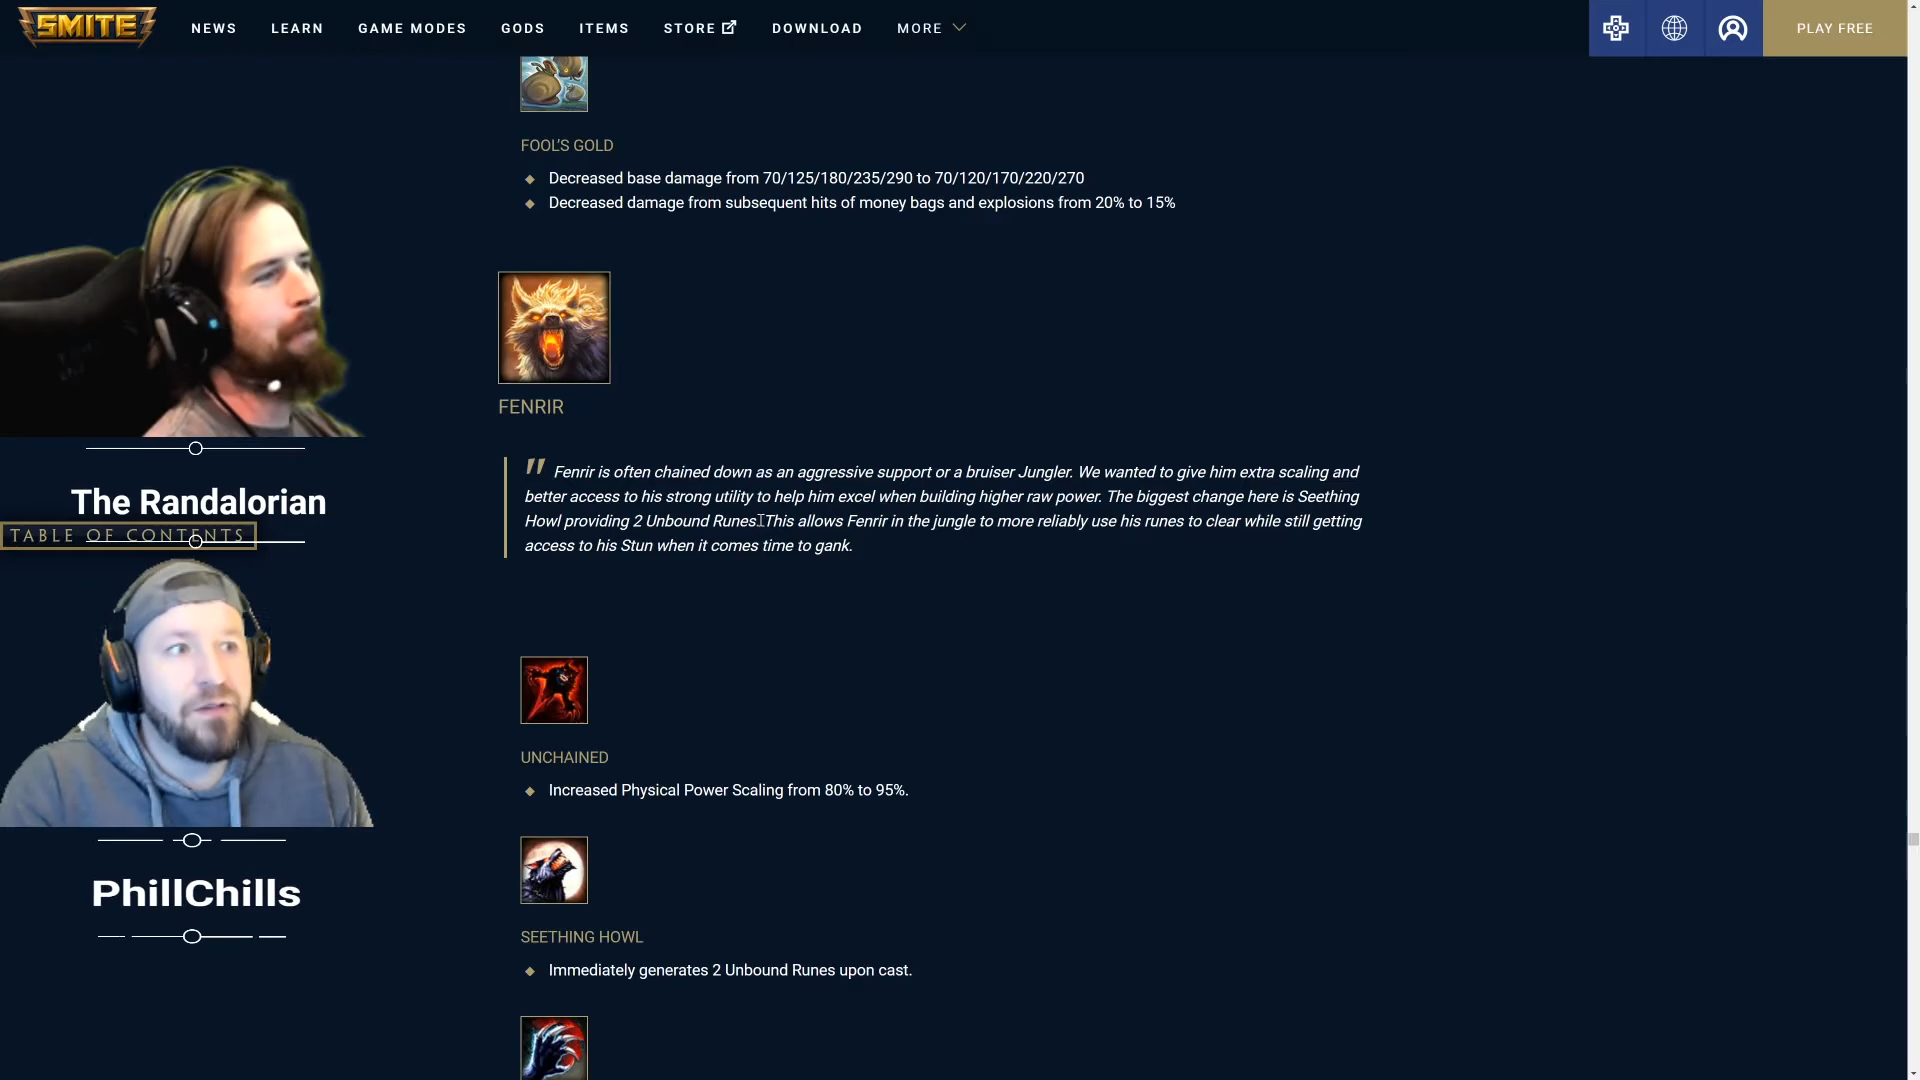 SMITE
NEWS
LEARN
GAME MODES
GODS
ITEMS
STORE
DOWNLOAD
MORE
PLAY FREE
FOOL'S GOLD
Decreased base damage from 70/125/180/235/290 to 70/120/170/220/270
Decreased damage from subsequent hits of money bags and explosions from 20% to 15%
FENRIR
" Fenrir is often chained down as an aggressive support or a bruiser Jungler. We wanted to give him extra scaling and
better access to his strong utility to help him excel when building higher raw power. The biggest change here is Seething
Howl providing 2 Unbound Runes. This allows Fenrir in the jungle to more reliably use his runes to clear while still getting
access to his Stun when it comes time to gank.
The Randalorian
TABLE OF CONTENTS
PhillChills
UNCHAINED
Increased Physical Power Scaling from 80% to 95%.
SEETHING HOWL
Immediately generates 2 Unbound Runes upon cast.